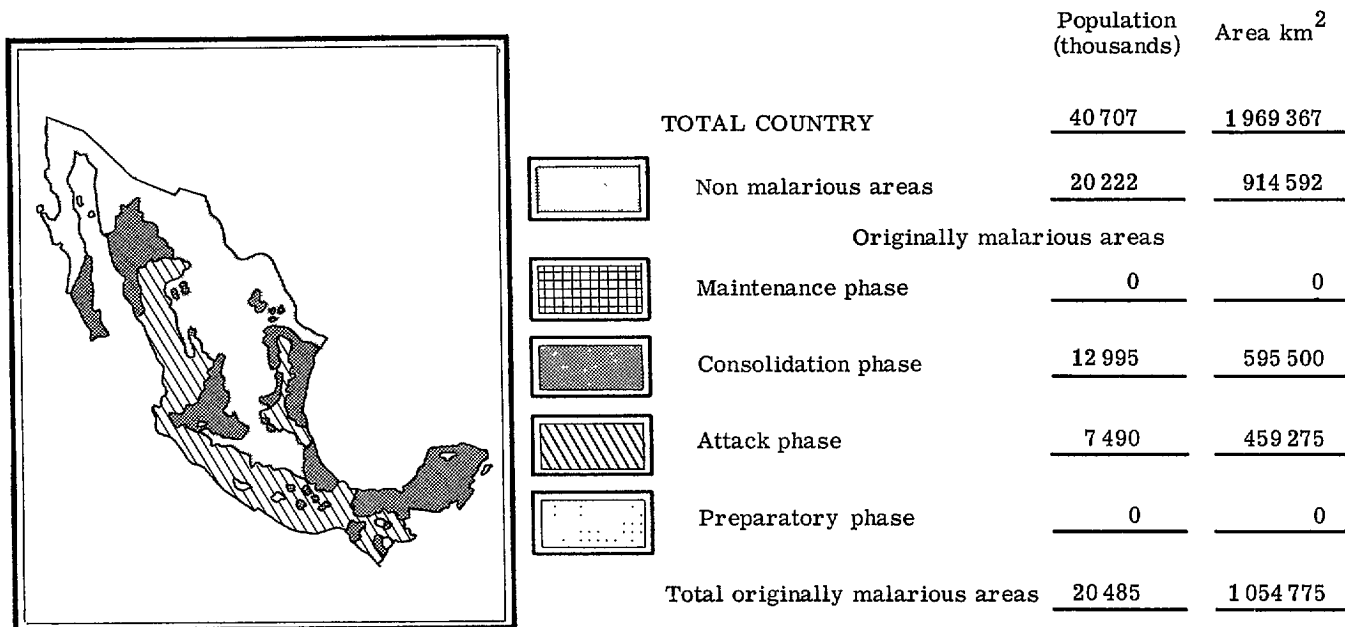 Population (thousands) Area km²
TOTAL COUNTRY 40 707 1 969 367
Non malarious areas 20 222 914 592
Originally malarious areas
Maintenance phase 0 0
Consolidation phase 12 995 595 500
Attack phase 7 490 459 275
Preparatory phase 0 0
Total originally malarious areas 20 485 1 054 775